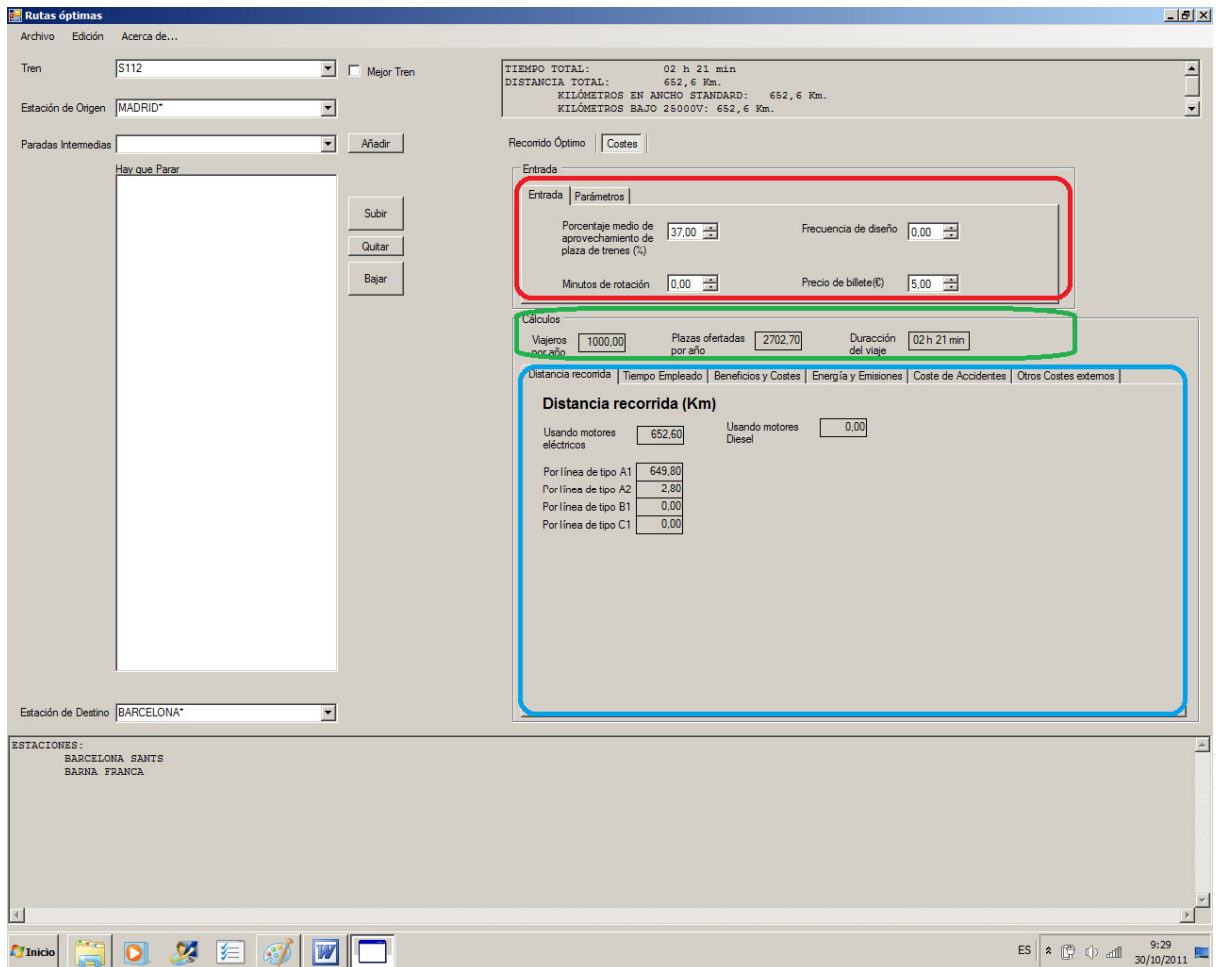 Rutas óptimas
Archivo Edición Acerca de...
Tren S112 Mejor Tren
Estación de Origen MADRID*
Paradas Intermedias Añadir
Hay que Parar
Subir
Quitar
Bajar
Estación de Destino BARCELONA*
TIEMPO TOTAL: 02 h 21 min
DISTANCIA TOTAL: 652,6 Km.
KILÓMETROS EN ANCHO STANDARD: 652,6 Km.
KILÓMETROS BAJO 25000V: 652,6 Km.
Recorrido Óptimo Costes
Entrada
Entrada Parámetros
Porcentaje medio de
aprovechamiento de
plaza de trenes (%)
37,00
Frecuencia de diseño 0,00
Minutos de rotación 0,00
Precio de billete(€) 5,00
Cálculos
Viajeros
por año
1000,00
Plazas ofertadas
por año
2702,70
Duracción
del viaje
02 h 21 min
Distancia recorrida Tiempo Empleado Beneficios y Costes Energía y Emisiones Coste de Accidentes Otros Costes externos
Distancia recorrida (Km)
Usando motores
eléctricos
652,60
Usando motores
Diesel
0,00
Por línea de tipo A1 649,80
Por línea de tipo A2 2,80
Por línea de tipo B1 0,00
Por línea de tipo C1 0,00
ESTACIONES:
BARCELONA SANTS
BARNA FRANCA
Inicio
W
ES
9:29
30/10/2011